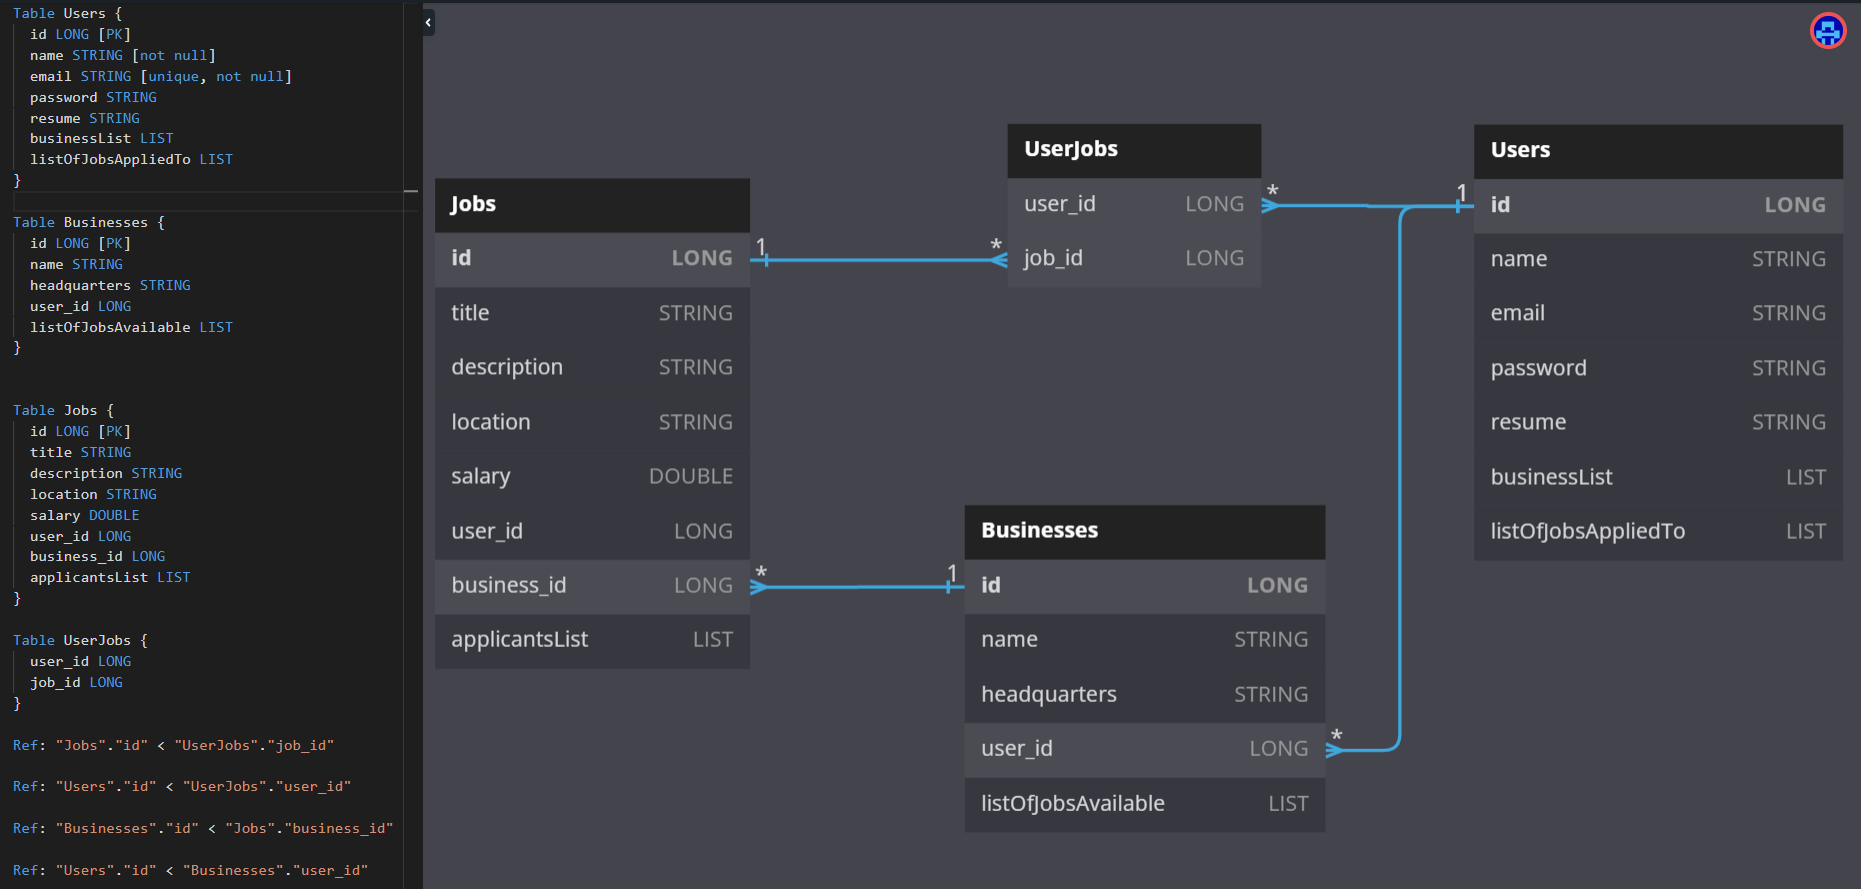 Table Users {
id LONG [PK]
name STRING [not null]
email STRING [unique, not null]
password STRING
resume STRING
businessList LIST
listOfJobsAppliedTo LIST
}
Table Businesses {
id LONG [PK]
name STRING
headquarters STRING
user_id LONG
listOfJobsAvailable LIST
}
Table Jobs {
id LONG [PK]
title STRING
description STRING
location STRING
salary DOUBLE
user_id LONG
business_id LONG
applicantsList LIST
}
Table UserJobs {
user_id LONG
job_id LONG
}
Ref: "Jobs"."id" < "UserJobs"."job_id"
Ref: "Users"."id" < "UserJobs"."user_id"
Ref: "Businesses"."id" < "Jobs"."business_id"
Ref: "Users"."id" < "Businesses"."user_id"
‹
Jobs
id LONG
title STRING
description STRING
location STRING
salary DOUBLE
user_id LONG
business_id LONG
applicantsList LIST
1 *
* 1
UserJobs
user_id LONG
job_id LONG
* 1
Businesses
id LONG
name STRING
headquarters STRING
user_id LONG
listOfJobsAvailable LIST
*
Users
id LONG
name STRING
email STRING
password STRING
resume STRING
businessList LIST
listOfJobsAppliedTo LIST